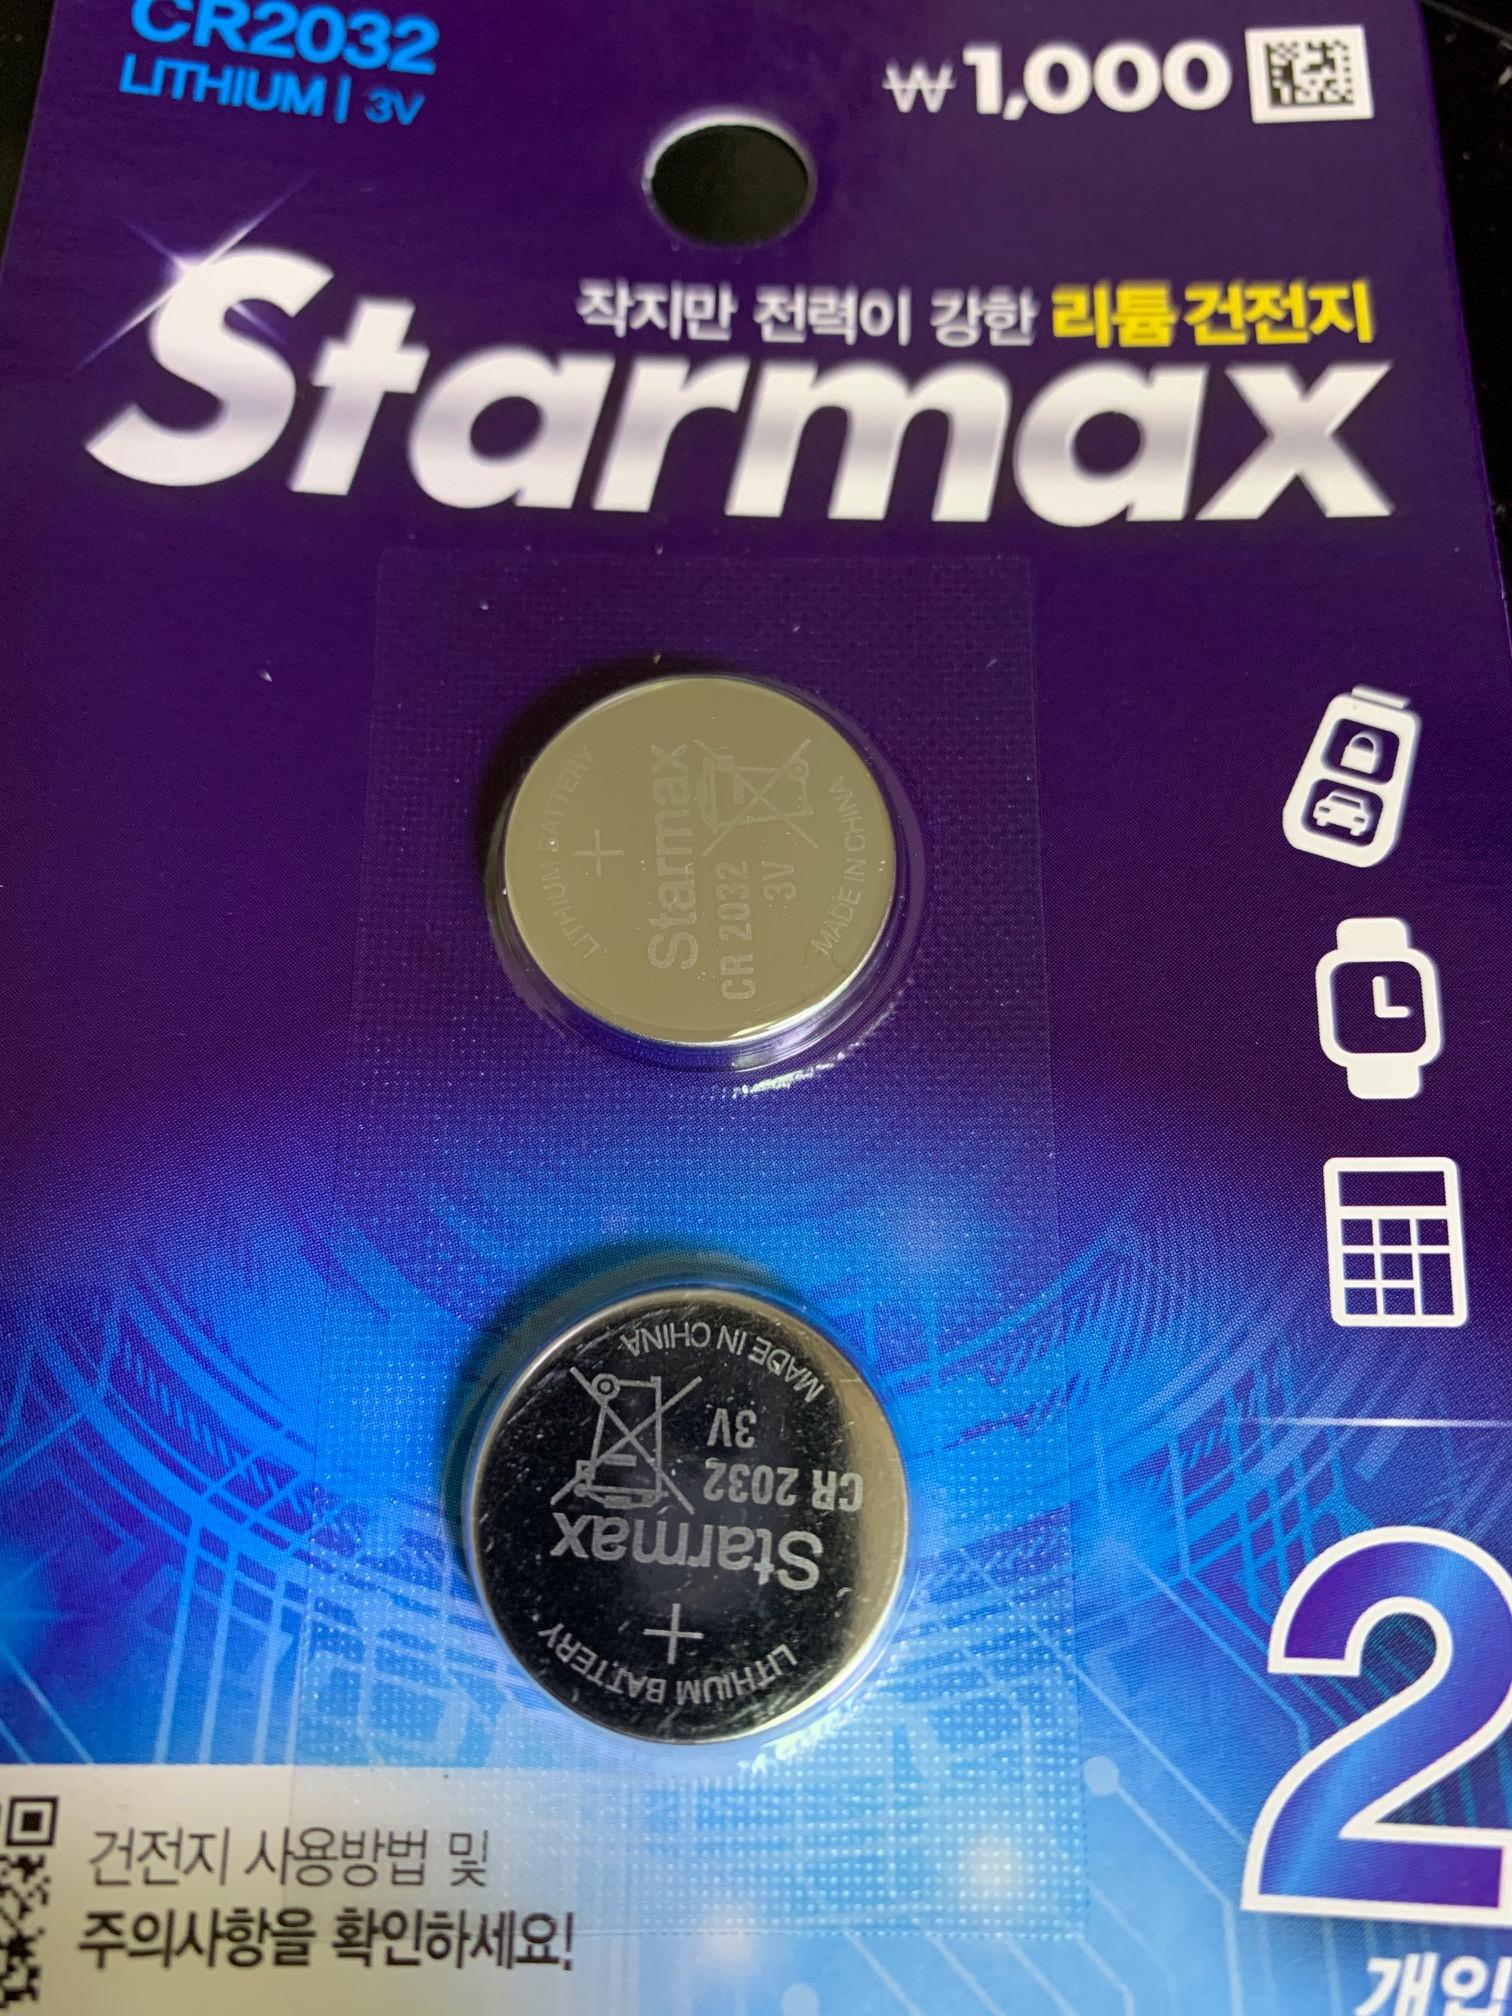 CR2032
LITHIUM | 3V
₩1,000
작지만 전력이 강한 리튬 건전지
Starmax
LITHIUM BATTERY
+
Starmax
CR 2032
3V
MADE IN CHINA
MADE IN CHINA
3V
CR 2032
Starmax
+
LITHIUM BATTERY
2
개입
건전지 사용방법 및
주의사항을 확인하세요!